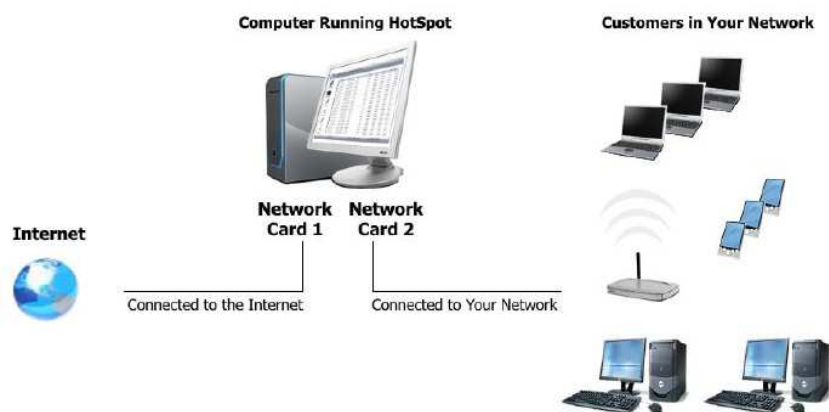 Computer Running HotSpot
Customers in Your Network
Network
Card 1
Network
Card 2
Internet
Connected to the Internet
Connected to Your Network